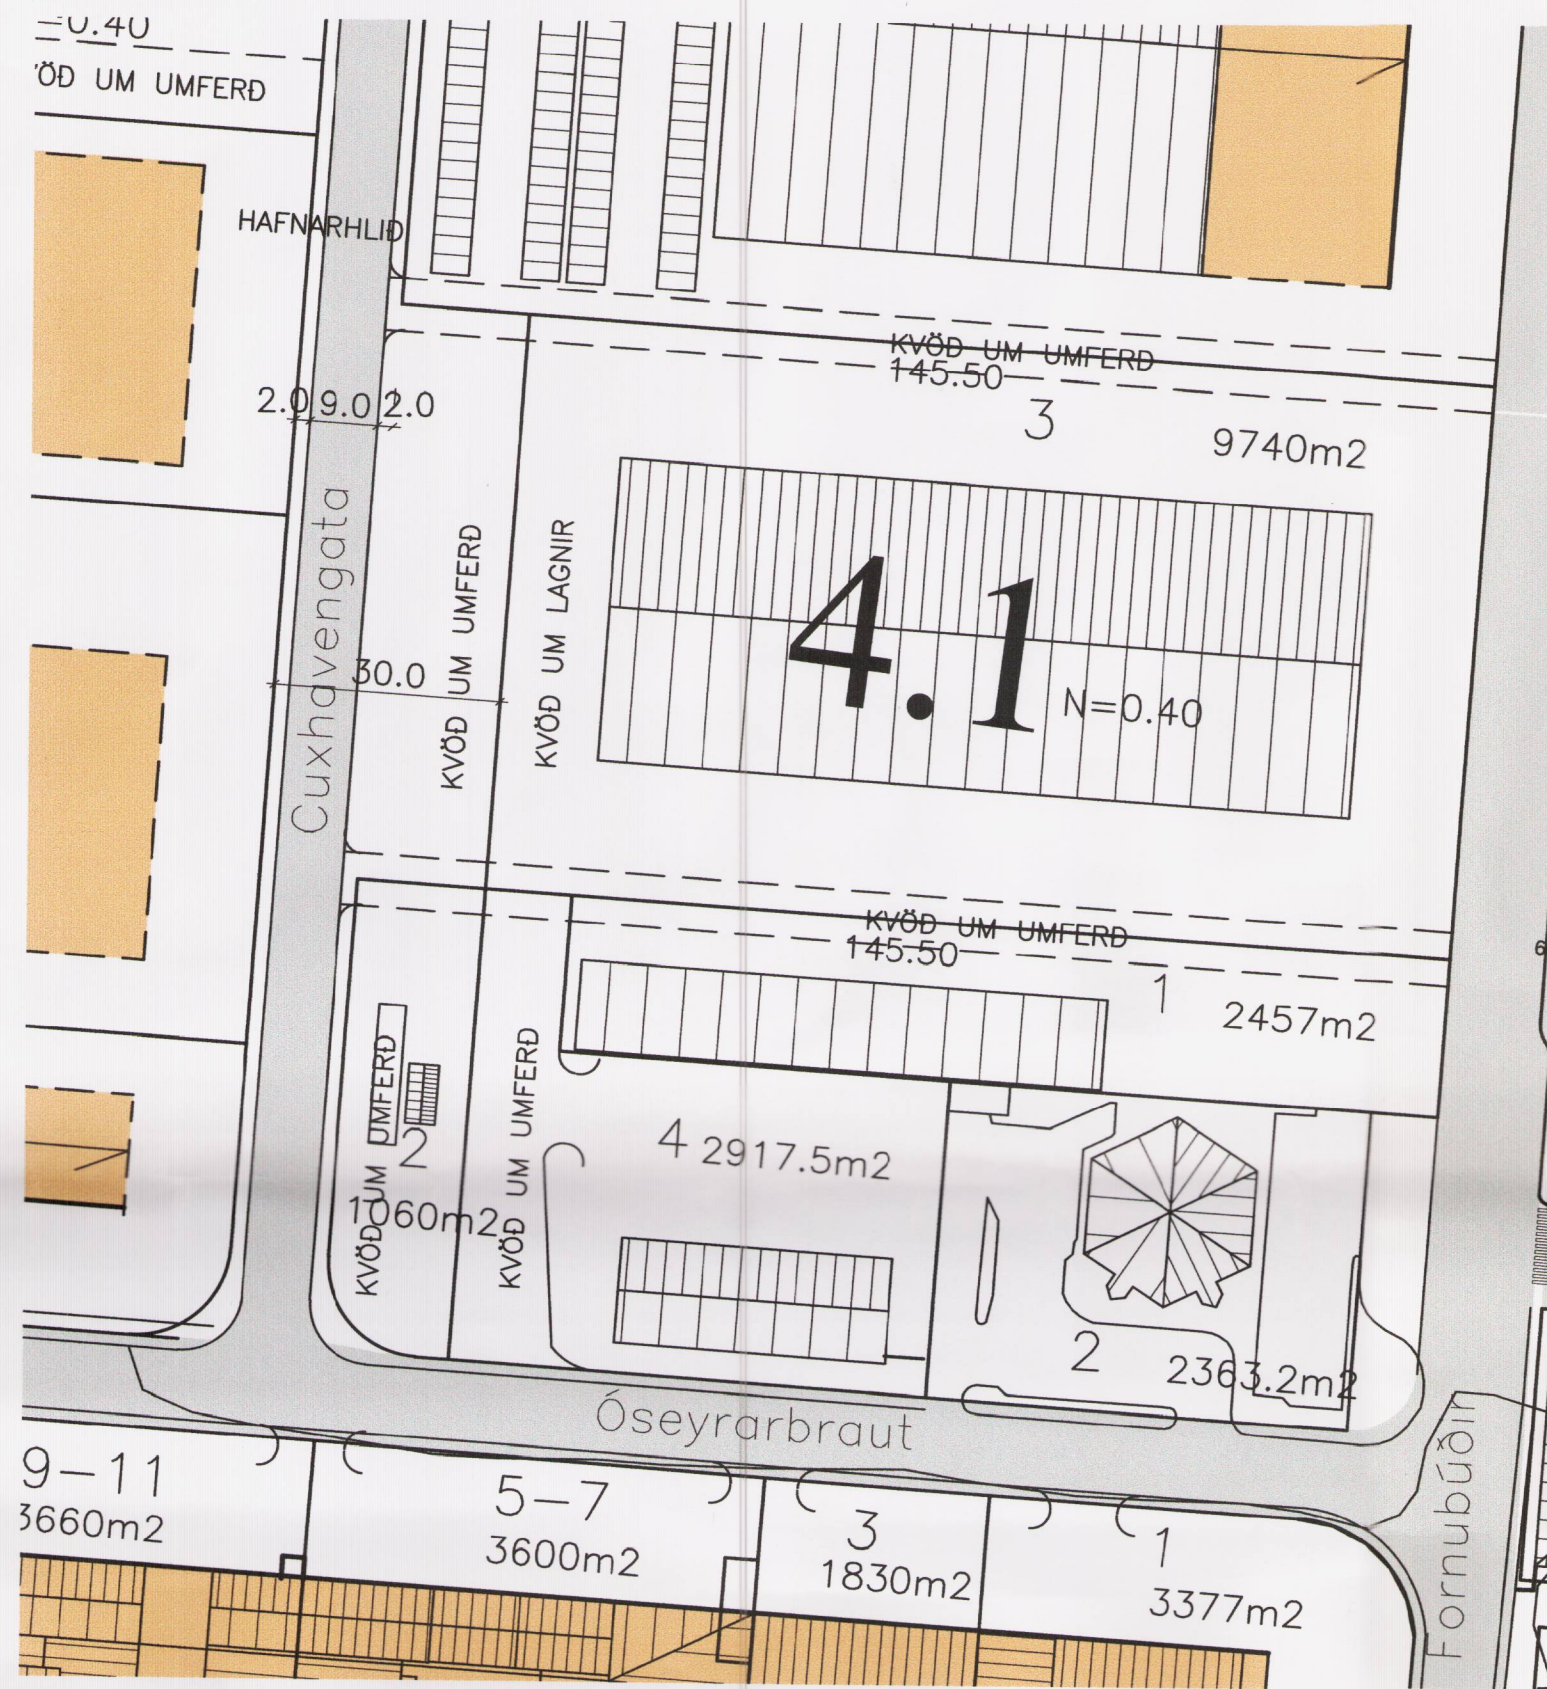 =0.40
ÖÐ UM UMFERÐ
HAFNARHLIÐ
KVÖÐ UM UMFERÐ
145.50
3
9740m2
2.0 9.0 2.0
Cuxhavengata
30.0
KVÖÐ UM UMFERÐ
KVÖÐ UM LAGNIR
4.1
N=0.40
KVÖÐ UM UMFERÐ
145.50
1
2457m2
KVÖÐ UM UMFERÐ
2
1060m2
KVÖÐ UM UMFERÐ
4 2917.5m2
2
2363.2m2
Óseyrarbraut
Fornubúðir
9-11
3660m2
5-7
3600m2
3
1830m2
1
3377m2